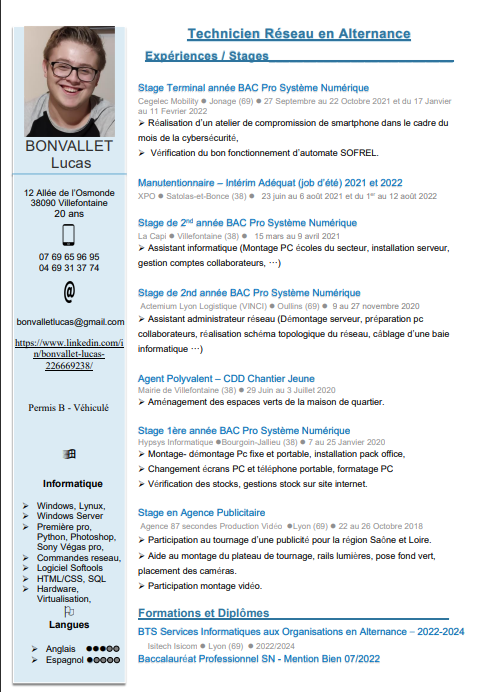 Technicien Réseau en Alternance
Expériences / Stages
BONVALLET
Lucas
12 Allée de l'Osmonde
38090 Villefontaine
20 ans
07 69 65 96 95
04 69 31 37 74
@
bonvalletlucas@gmail.com
https://www.linkedin.com/i
n/bonvallet-lucas-
226669238/
Permis B - Véhiculé
Informatique
➢ Windows, Lynux,
➢ Windows Server
➢ Première pro,
Python, Photoshop,
Sony Végas pro,
➢ Commandes reseau,
➢ Logiciel Softools
➢ HTML/CSS, SQL
➢ Hardware,
Virtualisation,
Langues
➢ Anglais ●●●○○
➢ Espagnol ●○○○○
Stage Terminal année BAC Pro Système Numérique
Cegelec Mobility ● Jonage (69) ● 27 Septembre au 22 Octobre 2021 et du 17 Janvier
au 11 Fevrier 2022
➢ Réalisation d'un atelier de compromission de smartphone dans le cadre du
mois de la cybersécurité,
➢ Vérification du bon fonctionnement d'automate SOFREL.
Manutentionnaire – Intérim Adéquat (job d'été) 2021 et 2022
XPO ● Satolas-et-Bonce (38) ● 23 juin au 6 août 2021 et du 1er au 12 août 2022
Stage de 2nd année BAC Pro Système Numérique
La Capi ● Villefontaine (38) ● 15 mars au 9 avril 2021
➢ Assistant informatique (Montage PC écoles du secteur, installation serveur,
gestion comptes collaborateurs, …)
Stage de 2nd année BAC Pro Système Numérique
Actemium Lyon Logistique (VINCI) ● Oullins (69) ● 9 au 27 novembre 2020
➢ Assistant administrateur réseau (Démontage serveur, préparation pc
collaborateurs, réalisation schéma topologique du réseau, câblage d'une baie
informatique …)
Agent Polyvalent – CDD Chantier Jeune
Mairie de Villefontaine (38) ● 29 Juin au 3 Juillet 2020
➢ Aménagement des espaces verts de la maison de quartier.
Stage 1ère année BAC Pro Système Numérique
Hypsys Informatique ●Bourgoin-Jallieu (38) ● 7 au 25 Janvier 2020
➢ Montage- démontage Pc fixe et portable, installation pack office,
➢ Changement écrans PC et téléphone portable, formatage PC
➢ Vérification des stocks, gestions stock sur site internet.
Stage en Agence Publicitaire
Agence 87 secondes Production Vidéo ●Lyon (69) ● 22 au 26 Octobre 2018
➢ Participation au tournage d'une publicité pour la région Saône et Loire.
➢ Aide au montage du plateau de tournage, rails lumières, pose fond vert,
placement des caméras.
➢ Participation montage vidéo.
Formations et Diplômes
BTS Services Informatiques aux Organisations en Alternance – 2022-2024
Isitech Isicom ● Lyon (69) ● 2022/2024
Baccalauréat Professionnel SN - Mention Bien 07/2022